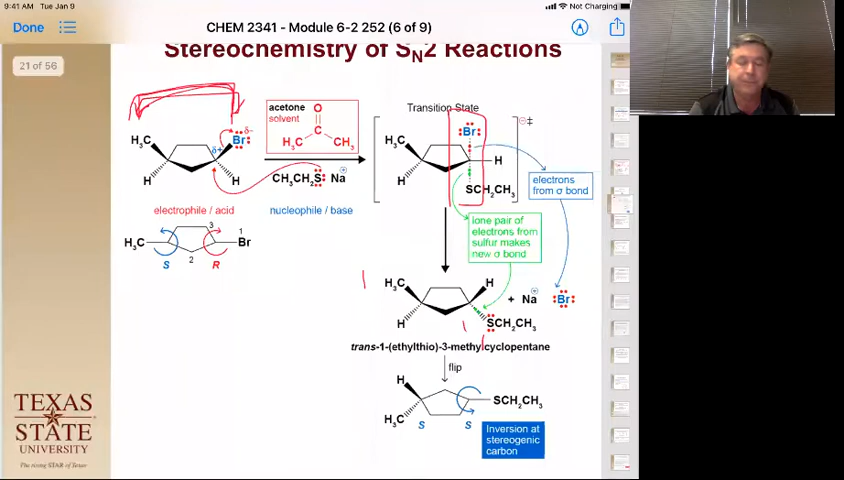 9:41 AM Tue Jan 9
Not Charging
Done
CHEM 2341 - Module 6-2 252 (6 of 9)
21 of 56
Stereochemistry of SN2 Reactions
acetone
solvent
O
H₃C CH₃
Transition State
H₃C
Br
δ-
δ+
H
H
CH₃CH₂S Na ⊕
Br
⊖ ‡
H₃C
H
H
SCH₂CH₃
electrons
from σ bond
electrophile / acid
nucleophile / base
lone pair of
electrons from
sulfur makes
new σ bond
H₃C
3
1
Br
2
S
R
H₃C
H
H
SCH₂CH₃
+ Na ⊕ Br ⊖
trans-1-(ethylthio)-3-methylcyclopentane
flip
H
H₃C
SCH₂CH₃
S
S
Inversion at
stereogenic
carbon
TEXAS
STATE
UNIVERSITY
The rising STAR of Texas